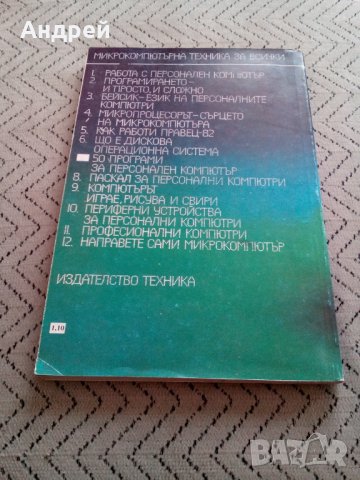 Андрей
МИКРОКОМПЮТЪРНА ТЕХНИКА ЗА ВСИЧКИ
1. РАБОТА С ПЕРСОНАЛЕН КОМПЮТЪР
2. ПРОГРАМИРАНЕТО -
И ПРОСТО, И СЛОЖНО
3. БЕЙСИК - ЕЗИК НА ПЕРСОНАЛНИТЕ
КОМПЮТРИ
4. МИКРОПРОЦЕСОРЪТ - СЪРЦЕТО
НА МИКРОКОМПЮТЪРА
5. КАК РАБОТИ ПРАВЕЦ-82
6. ЩО Е ДИСКОВА
ОПЕРАЦИОННА СИСТЕМА
50 ПРОГРАМИ
ЗА ПЕРСОНАЛЕН КОМПЮТЪР
8. ПАСКАЛ ЗА ПЕРСОНАЛНИ КОМПЮТРИ
9. КОМПЮТЪРЪТ
ИГРАЕ, РИСУВА И СВИРИ
10. ПЕРИФЕРНИ УСТРОЙСТВА
ЗА ПЕРСОНАЛНИ КОМПЮТРИ
11. ПРОФЕСИОНАЛНИ КОМПЮТРИ
12. НАПРАВЕТЕ САМИ МИКРОКОМПЮТЪР
ИЗДАТЕЛСТВО ТЕХНИКА
1,10
BAZAR